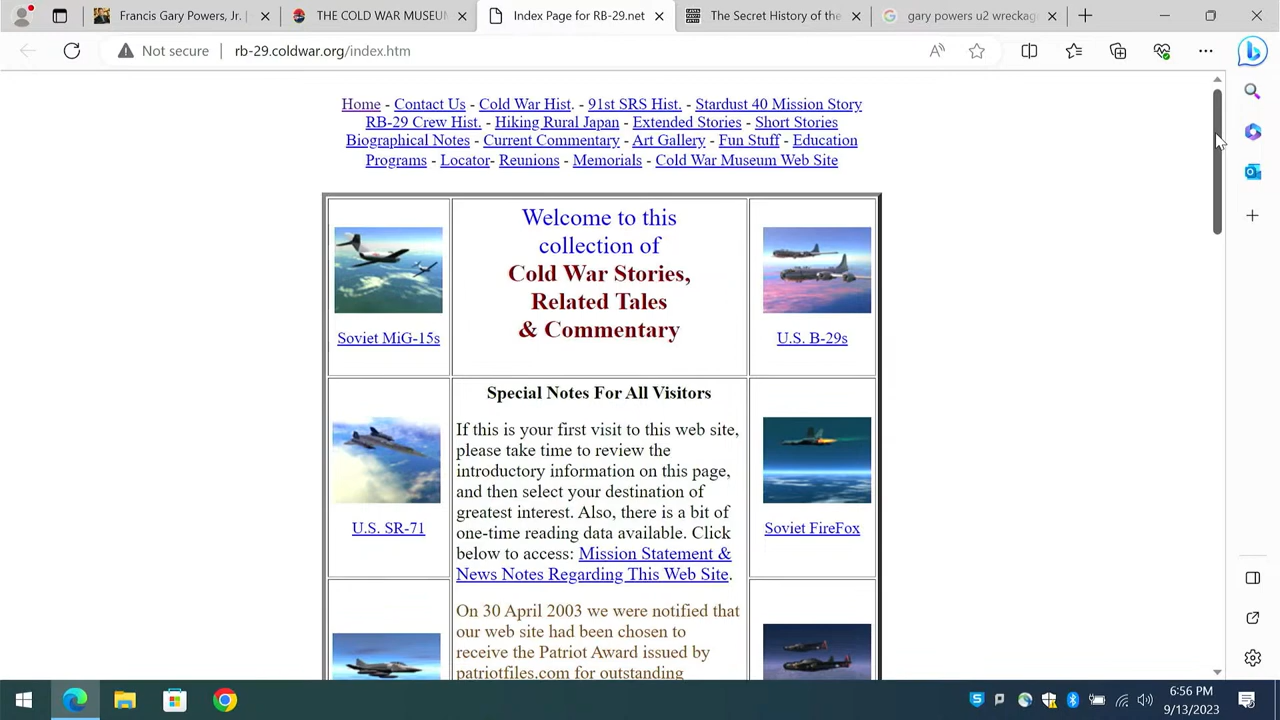 Francis Gary Powers, Jr. |
THE COLD WAR MUSEUM
Index Page for RB-29.net
The Secret History of the
gary powers u2 wreckage
Not secure
rb-29.coldwar.org/index.htm
Home - Contact Us - Cold War Hist. - 91st SRS Hist. - Stardust 40 Mission Story
RB-29 Crew Hist. - Hiking Rural Japan - Extended Stories - Short Stories
Biographical Notes - Current Commentary - Art Gallery - Fun Stuff - Education
Programs - Locator- Reunions - Memorials - Cold War Museum Web Site
Soviet MiG-15s
Welcome to this
collection of
Cold War Stories,
Related Tales
& Commentary
U.S. B-29s
U.S. SR-71
Special Notes For All Visitors
If this is your first visit to this web site,
please take time to review the
introductory information on this page,
and then select your destination of
greatest interest. Also, there is a bit of
one-time reading data available. Click
below to access: Mission Statement &
News Notes Regarding This Web Site.
On 30 April 2003 we were notified that
our web site had been chosen to
receive the Patriot Award issued by
patriotfiles.com for outstanding
Soviet FireFox
6:56 PM
9/13/2023